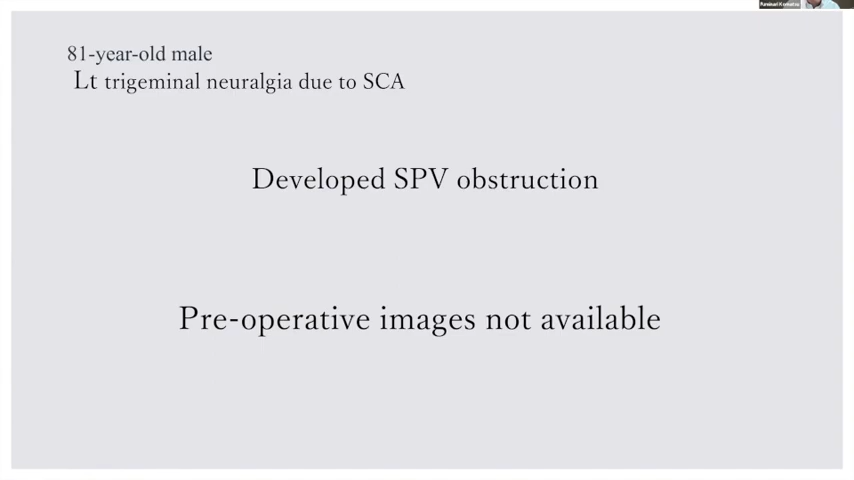 81-year-old male
Lt trigeminal neuralgia due to SCA
Developed SPV obstruction
Pre-operative images not available